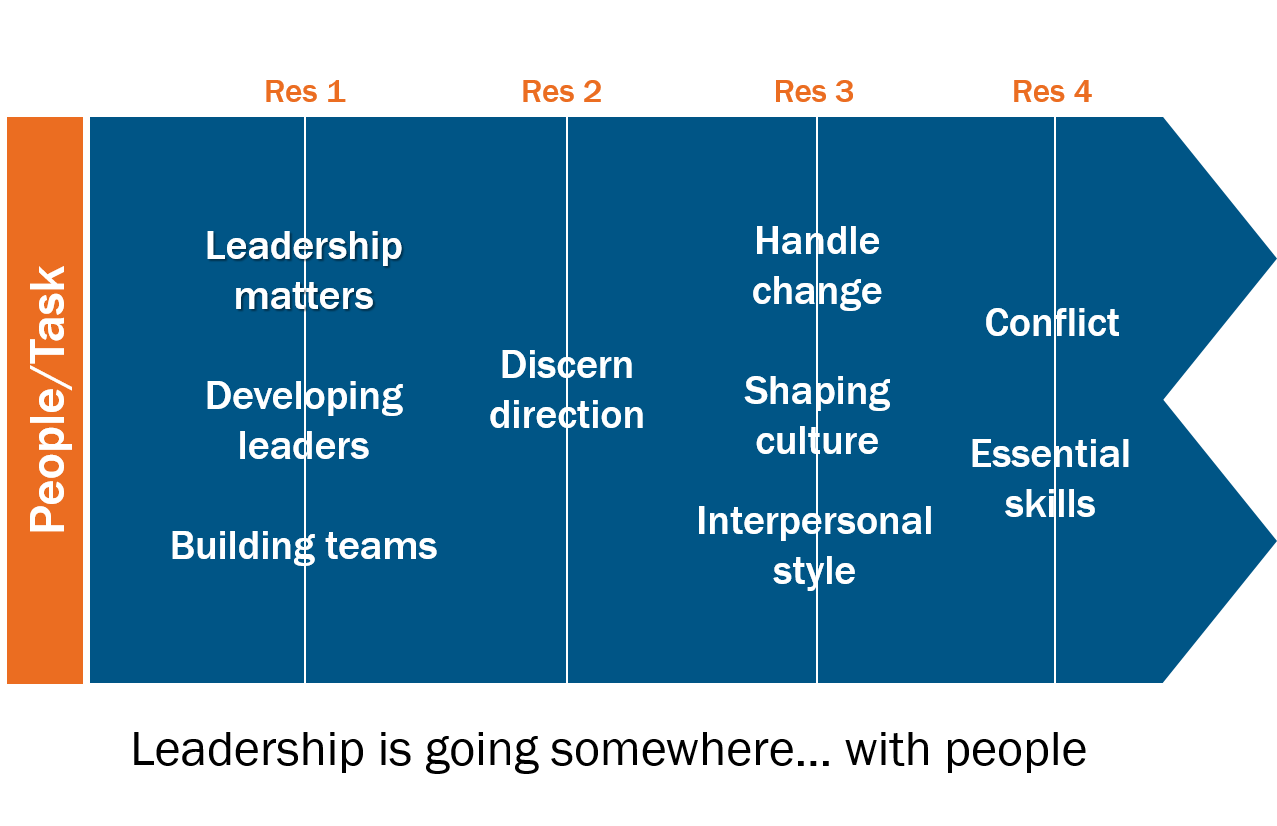 Res 1
Res 2
Res 3
Res 4
People/Task
Leadership
matters
Developing
leaders
Building teams
Discern
direction
Handle
change
Shaping
culture
Interpersonal
style
Conflict
Essential
skills
Leadership is going somewhere... with people